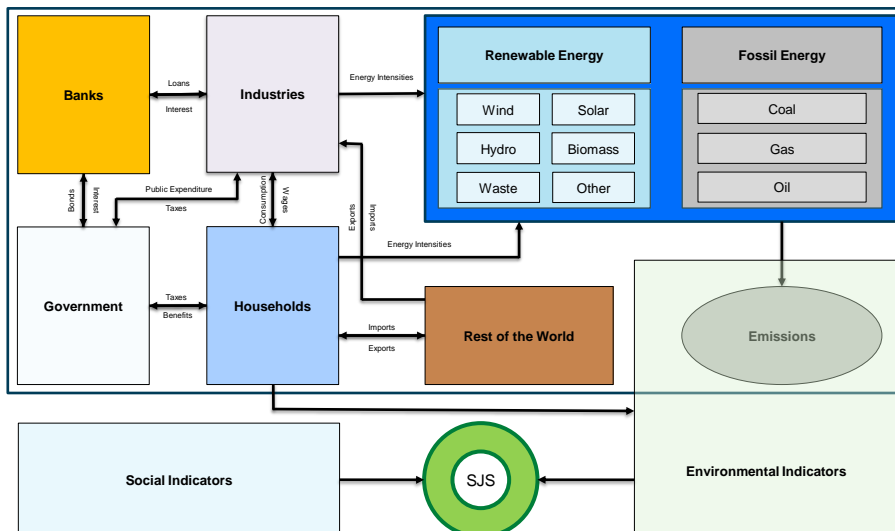 Banks
Loans
Interest
Industries
Energy Intensities
Renewable Energy
Fossil Energy
Wind
Solar
Hydro
Biomass
Waste
Other
Coal
Gas
Oil
Bonds
Interest
Public Expenditure
Taxes
Consumption
Wages
Exports
Imports
Energy Intensities
Government
Taxes
Benefits
Households
Imports
Exports
Rest of the World
Emissions
Social Indicators
SJS
Environmental Indicators